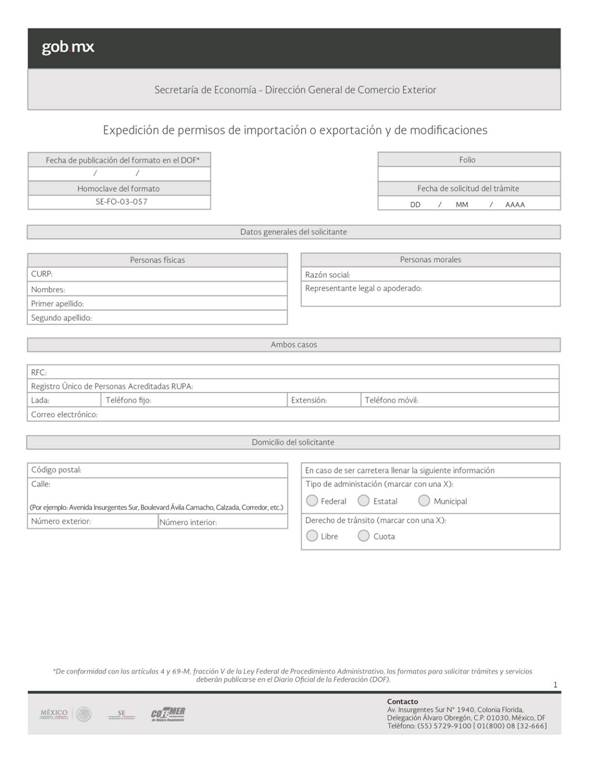 gob.mx
Secretaría de Economía - Dirección General de Comercio Exterior
Expedición de permisos de importación o exportación y de modificaciones
Fecha de publicación del formato en el DOF*
/ /
Homoclave del formato
SE-FO-03-057
Folio
Fecha de solicitud del trámite
DD / MM / AAAA
Datos generales del solicitante
Personas físicas
CURP:
Nombres:
Primer apellido:
Segundo apellido:
Personas morales
Razón social:
Representante legal o apoderado:
Ambos casos
RFC:
Registro Único de Personas Acreditadas RUPA:
Lada: Teléfono fijo: Extensión: Teléfono móvil:
Correo electrónico:
Domicilio del solicitante
Código postal:
Calle:
(Por ejemplo: Avenida Insurgentes Sur, Boulevard Ávila Camacho, Calzada, Corredor, etc.)
Número exterior: Número interior:
En caso de ser carretera llenar la siguiente información
Tipo de administación (marcar con una X):
Federal Estatal Municipal
Derecho de tránsito (marcar con una X):
Libre Cuota
*De conformidad con los artículos 4 y 69-M, fracción V de la Ley Federal de Procedimiento Administrativo, los formatos para solicitar trámites y servicios
deberán publicarse en el Diario Oficial de la Federación (DOF).
1
MÉXICO
SE
COFEMER
Contacto
Av. Insurgentes Sur N° 1940, Colonia Florida,
Delegación Álvaro Obregón, C.P. 01030, México, DF
Teléfono: (55) 5729-9100 | 01(800) 08 [32-666]